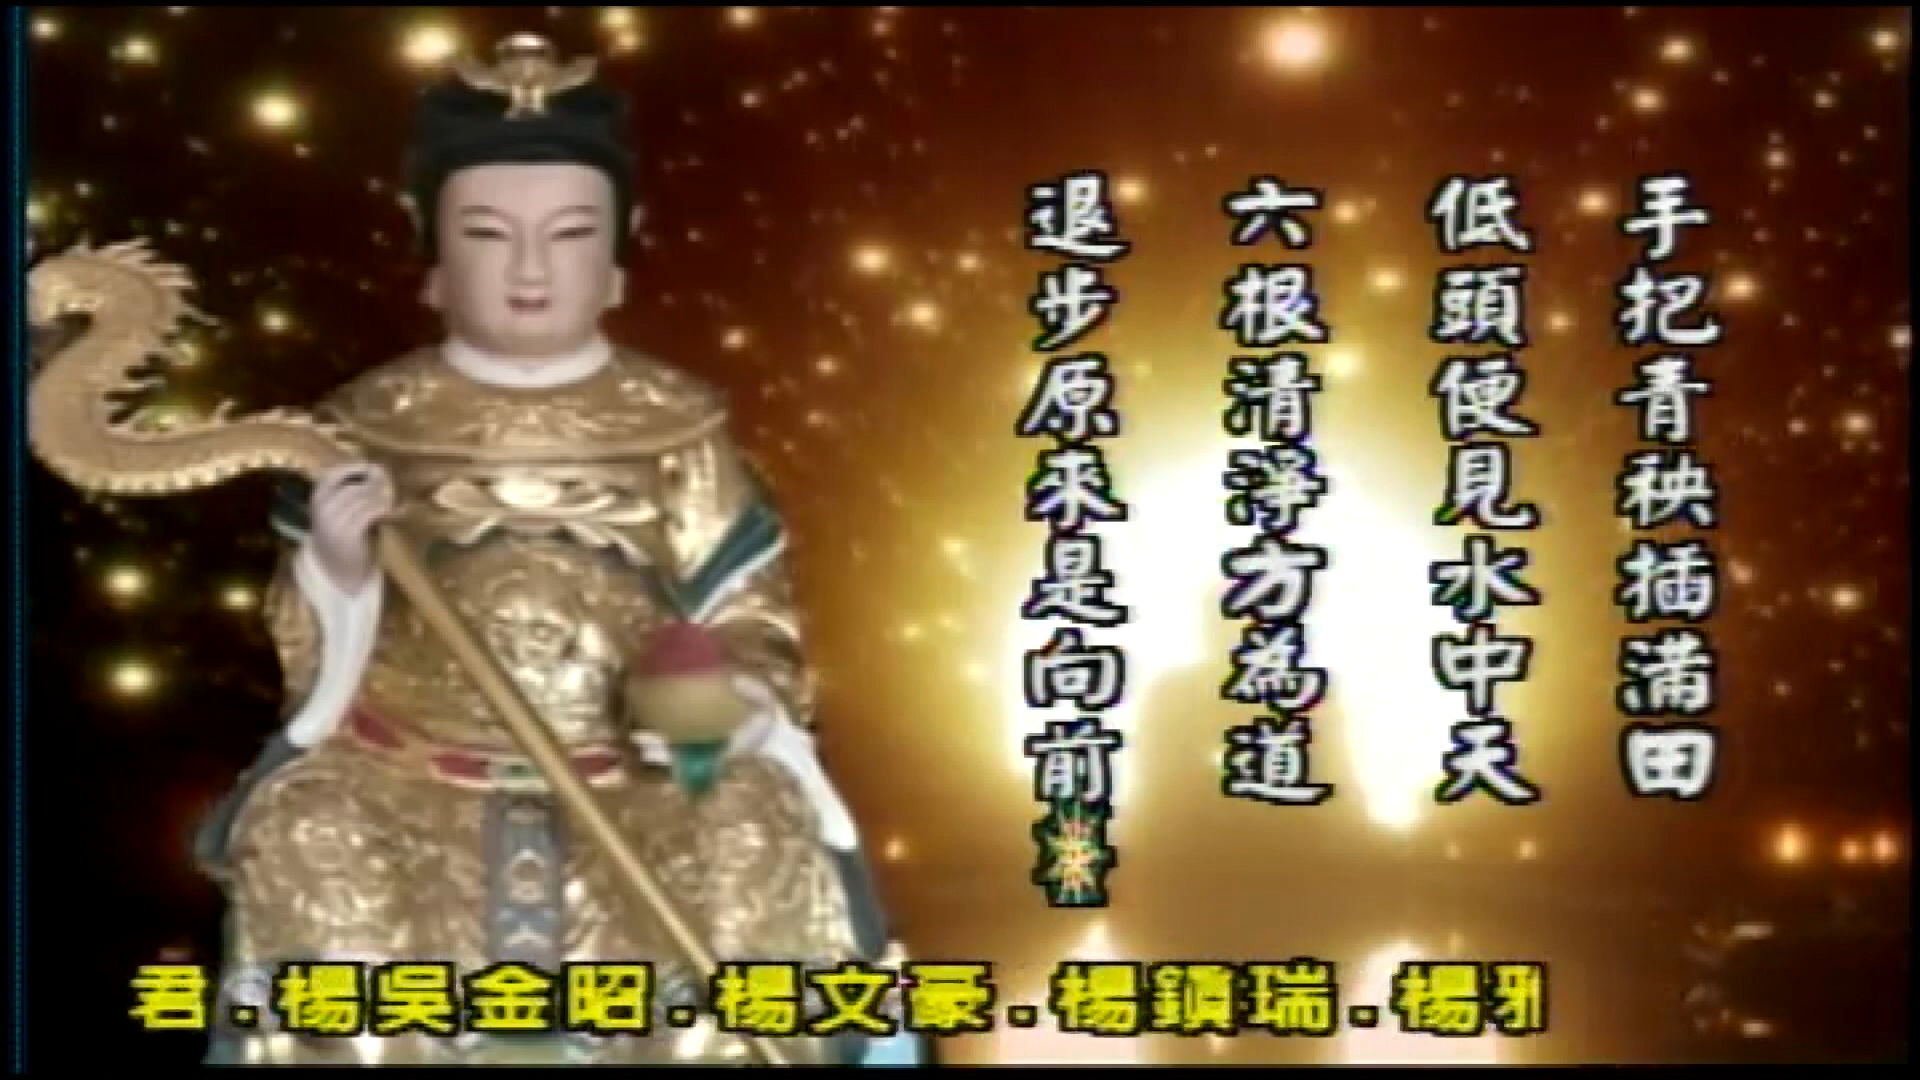 手把青秧插滿田
低頭便見水中天
六根清淨方為道
退步原來是向前
君.楊吳金昭.楊文豪.楊鎮瑞.楊雅